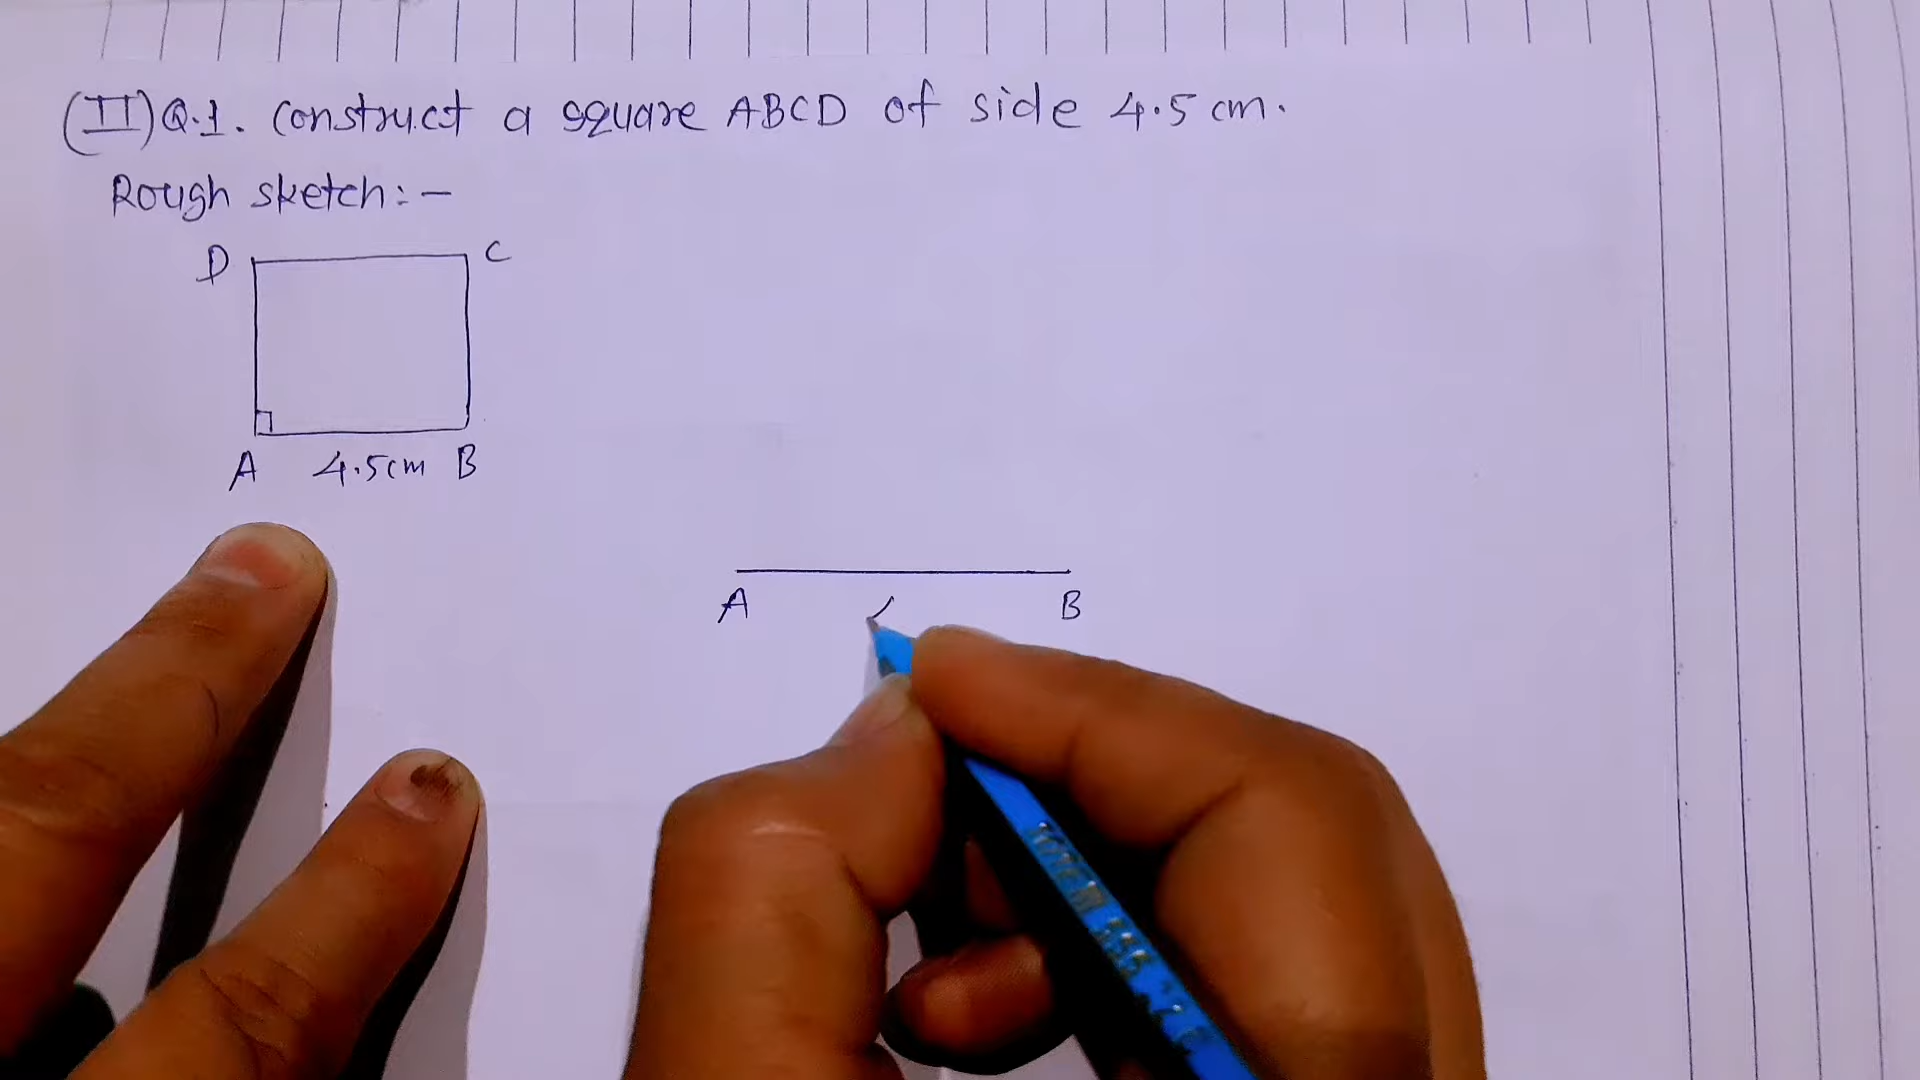 (II) Q.1. Construct a square ABCD of side 4.5 cm.
Rough sketch:-
D C
A 4.5cm B
A B